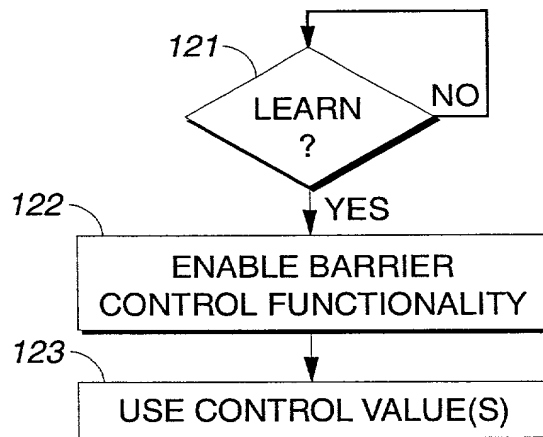 121
LEARN
?
NO
YES
122
ENABLE BARRIER
CONTROL FUNCTIONALITY
123
USE CONTROL VALUE(S)